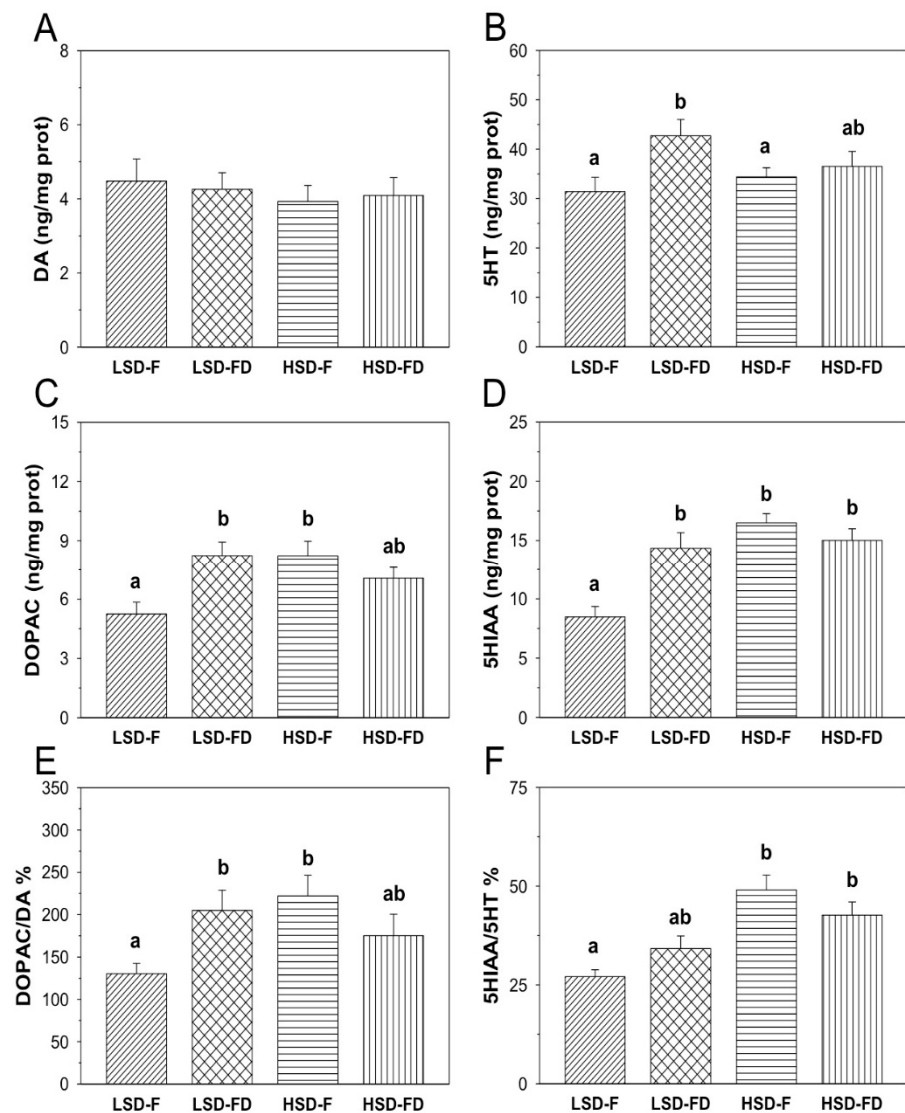 A
DA (ng/mg prot)
8
6
4
2
0
LSD-F LSD-FD HSD-F HSD-FD
B
5HT (ng/mg prot)
60
50
40
30
20
10
0
a b a ab
LSD-F LSD-FD HSD-F HSD-FD
C
DOPAC (ng/mg prot)
15
12
9
6
3
0
a b b ab
LSD-F LSD-FD HSD-F HSD-FD
D
5HIAA (ng/mg prot)
25
20
15
10
5
0
a b b b
LSD-F LSD-FD HSD-F HSD-FD
E
DOPAC/DA %
350
300
250
200
150
100
50
0
a b b ab
LSD-F LSD-FD HSD-F HSD-FD
F
5HIAA/5HT %
75
50
25
0
a ab b b
LSD-F LSD-FD HSD-F HSD-FD